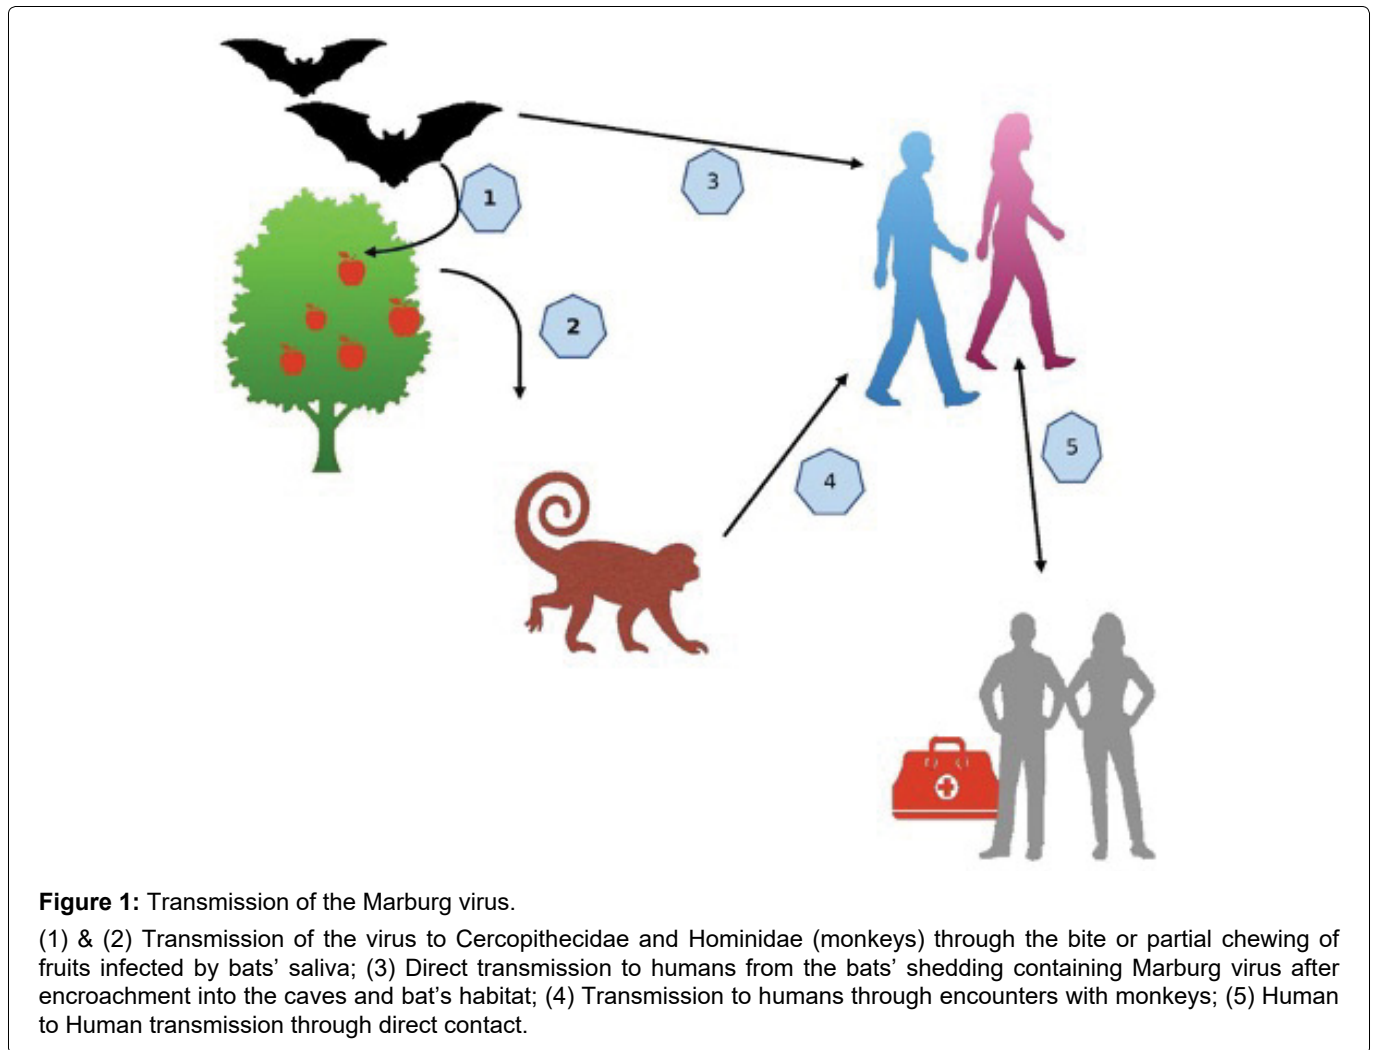 3
1
2
4
5
Figure 1: Transmission of the Marburg virus.
(1) & (2) Transmission of the virus to Cercopithecidae and Hominidae (monkeys) through the bite or partial chewing of
fruits infected by bats’ saliva; (3) Direct transmission to humans from the bats’ shedding containing Marburg virus after
encroachment into the caves and bat’s habitat; (4) Transmission to humans through encounters with monkeys; (5) Human
to Human transmission through direct contact.